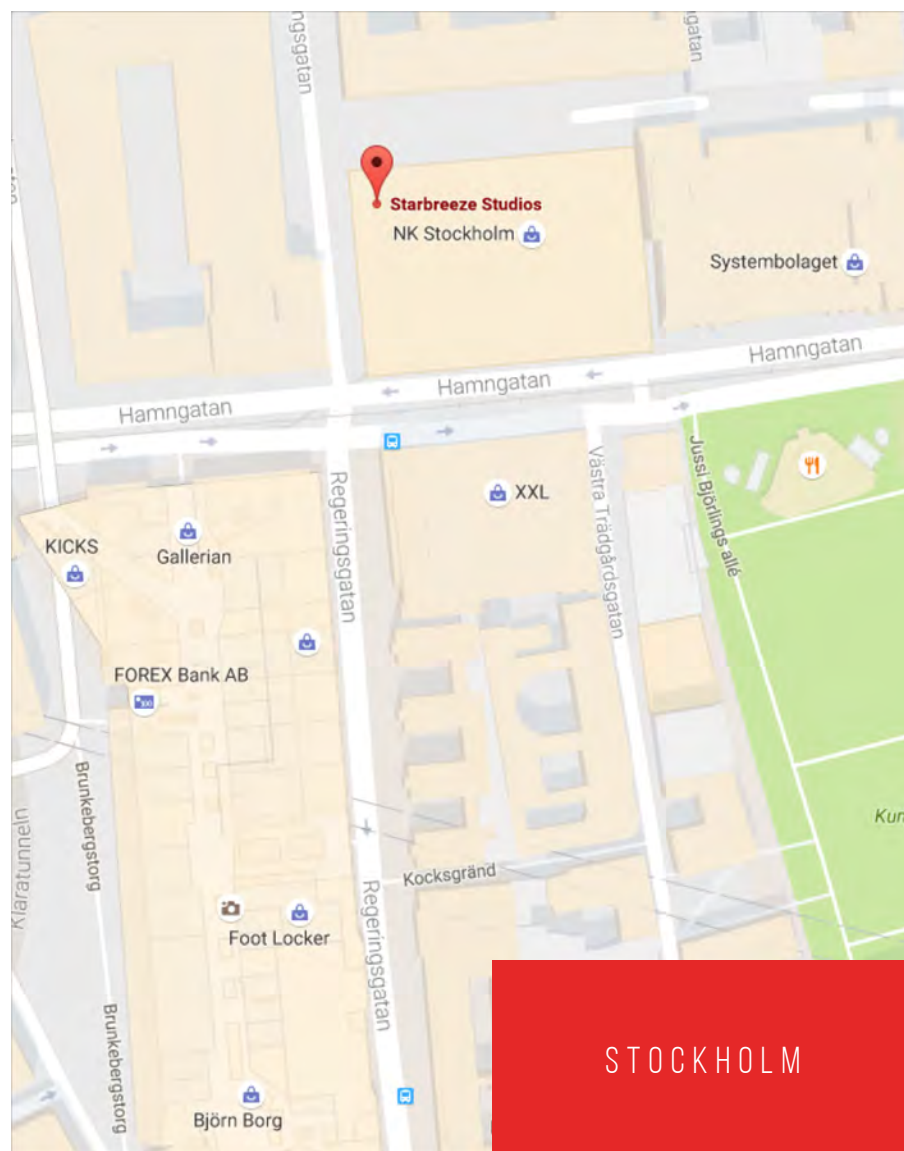 ngsgatan
gatan
Starbreeze Studios
NK Stockholm
Systembolaget
Hamngatan
Hamngatan
Hamngatan
Regeringsgatan
Västra Trädgårdsgatan
Jussi Björlings allé
XXL
KICKS
Gallerian
FOREX Bank AB
Brunkebergstorg
Klaratunneln
Kun
Kocksgränd
Regeringsgatan
Foot Locker
Brunkebergstorg
Björn Borg
STOCKHOLM